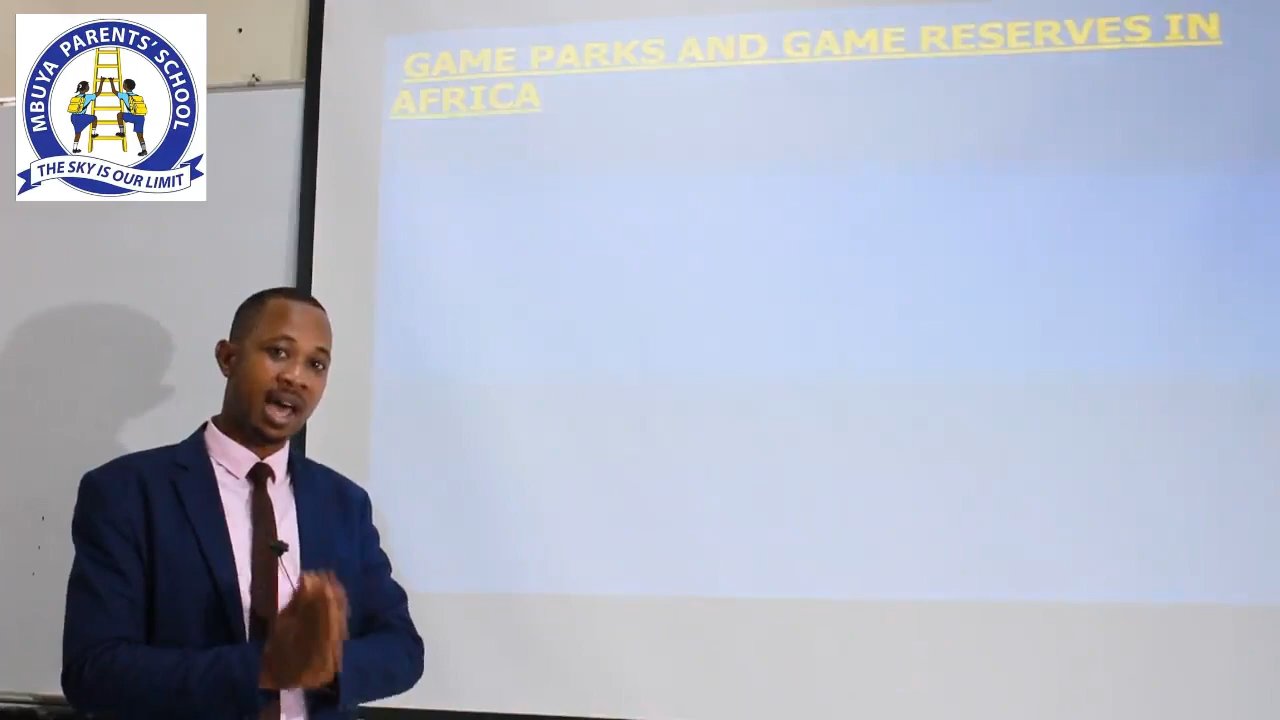 MBUYA PARENTS' SCHOOL
THE SKY IS OUR LIMIT
GAME PARKS AND GAME RESERVES IN
AFRICA